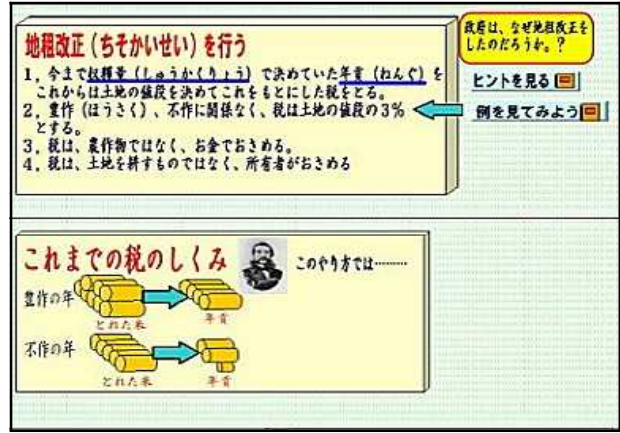 地租改正（ちそかいせい）を行う
1．今まで収穫量（しゅうかくりょう）で決めていた年貢（ねんぐ）を
これからは土地の値段を決めてこれをもとにした税をとる。
2．豊作（ほうさく）、不作に関係なく、税は土地の値段の3%
とする。
3．税は、農作物ではなく、お金でおさめる。
4．税は、土地を耕すものではなく、所有者がおさめる
政府は、なぜ地租改正を
したのだろうか。？
ヒントを見る
例を見てみよう
これまでの税のしくみ
このやり方では………
豊作の年
とれた米
年貢
不作の年
とれた米
年貢